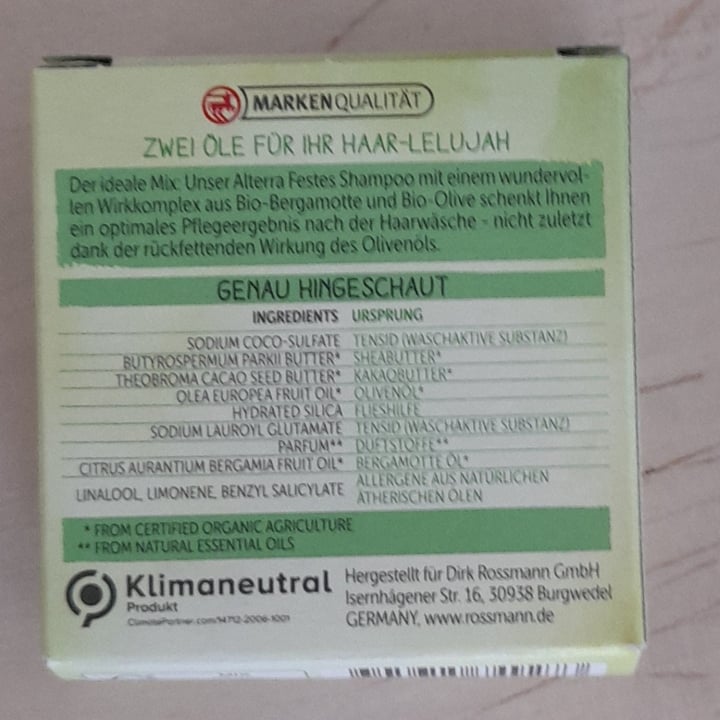 MARKENQUALITÄT
ZWEI ÖLE FÜR IHR HAAR-LELUJAH
Der ideale Mix: Unser Alterra Festes Shampoo mit einem wundervol-
len Wirkkomplex aus Bio-Bergamotte und Bio-Olive schenkt Ihnen
ein optimales Pflegeergebnis nach der Haarwäsche - nicht zuletzt
dank der rückfettenden Wirkung des Olivenöls.
GENAU HINGESCHAUT
INGREDIENTS URSPRUNG
SODIUM COCO-SULFATE TENSID (WASCHAKTIVE SUBSTANZ)
BUTYROSPERMUM PARKII BUTTER* SHEABUTTER*
THEOBROMA CACAO SEED BUTTER* KAKAOBUTTER*
OLEA EUROPEA FRUIT OIL* OLIVENÖL*
HYDRATED SILICA FLIESHILFE
SODIUM LAUROYL GLUTAMATE TENSID (WASCHAKTIVE SUBSTANZ)
PARFUM** DUFTSTOFFE**
CITRUS AURANTIUM BERGAMIA FRUIT OIL* BERGAMOTTE ÖL*
LINALOOL, LIMONENE, BENZYL SALICYLATE ALLERGENE AUS NATÜRLICHEN
ÄTHERISCHEN ÖLEN
* FROM CERTIFIED ORGANIC AGRICULTURE
** FROM NATURAL ESSENTIAL OILS
Klimaneutral
Produkt
ClimatePartner.com/14712-2006-1001
Hergestellt für Dirk Rossmann GmbH
Isernhägener Str. 16, 30938 Burgwedel
GERMANY, www.rossmann.de